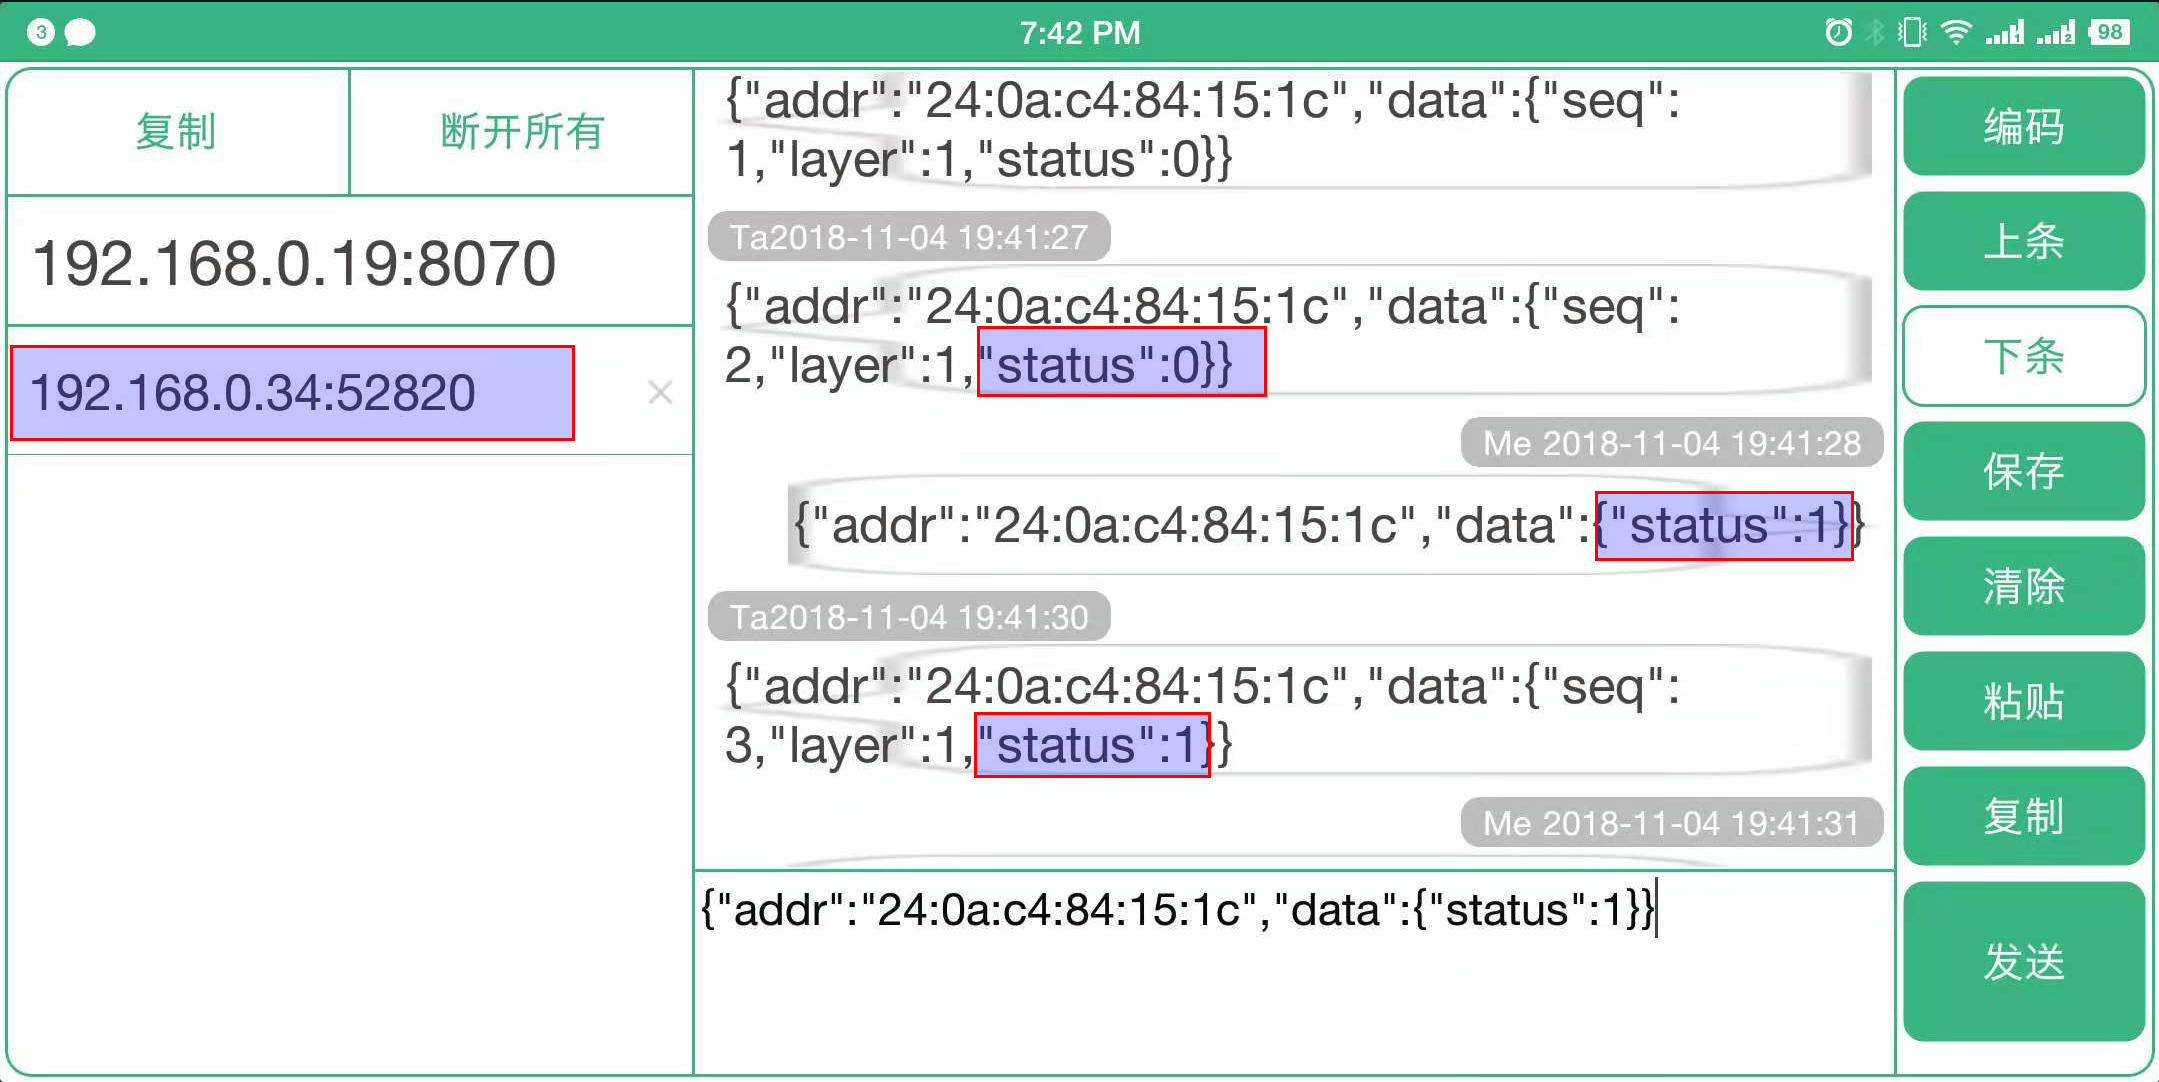 3
7:42 PM
1
2
98
复制
断开所有
192.168.0.19:8070
192.168.0.34:52820
{"addr":"24:0a:c4:84:15:1c","data":{"seq":
1,"layer":1,"status":0}}
Ta2018-11-04 19:41:27
{"addr":"24:0a:c4:84:15:1c","data":{"seq":
2,"layer":1,"status":0}}
Me 2018-11-04 19:41:28
{"addr":"24:0a:c4:84:15:1c","data":{"status":1}}
Ta2018-11-04 19:41:30
{"addr":"24:0a:c4:84:15:1c","data":{"seq":
3,"layer":1,"status":1}}
Me 2018-11-04 19:41:31
{"addr":"24:0a:c4:84:15:1c","data":{"status":1}}
编码
上条
下条
保存
清除
粘贴
复制
发送